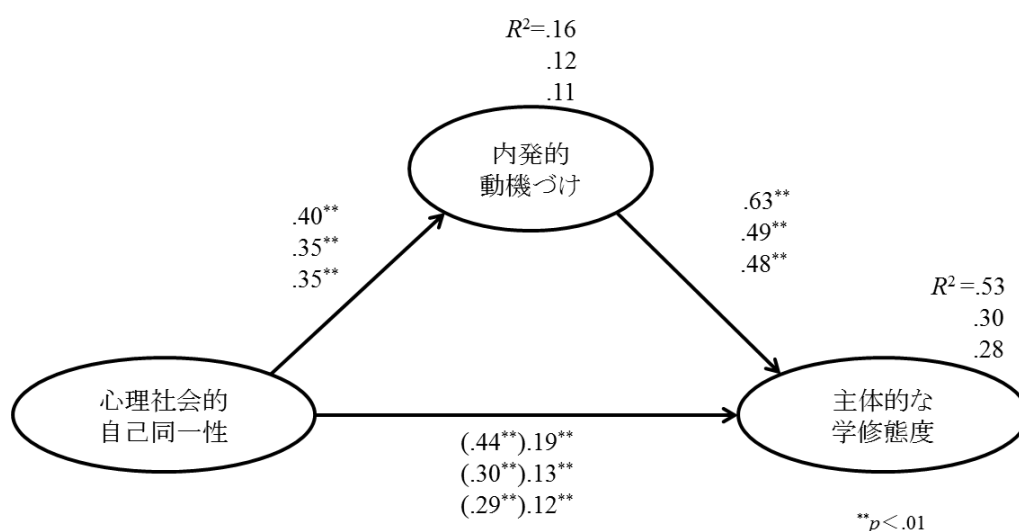 R²=.16
.12
.11
内発的
動機づけ
.40**
.35**
.35**
.63**
.49**
.48**
R² =.53
.30
.28
心理社会的
自己同一性
主体的な
学修態度
(.44**).19**
(.30**).13**
(.29**).12**
**p＜.01